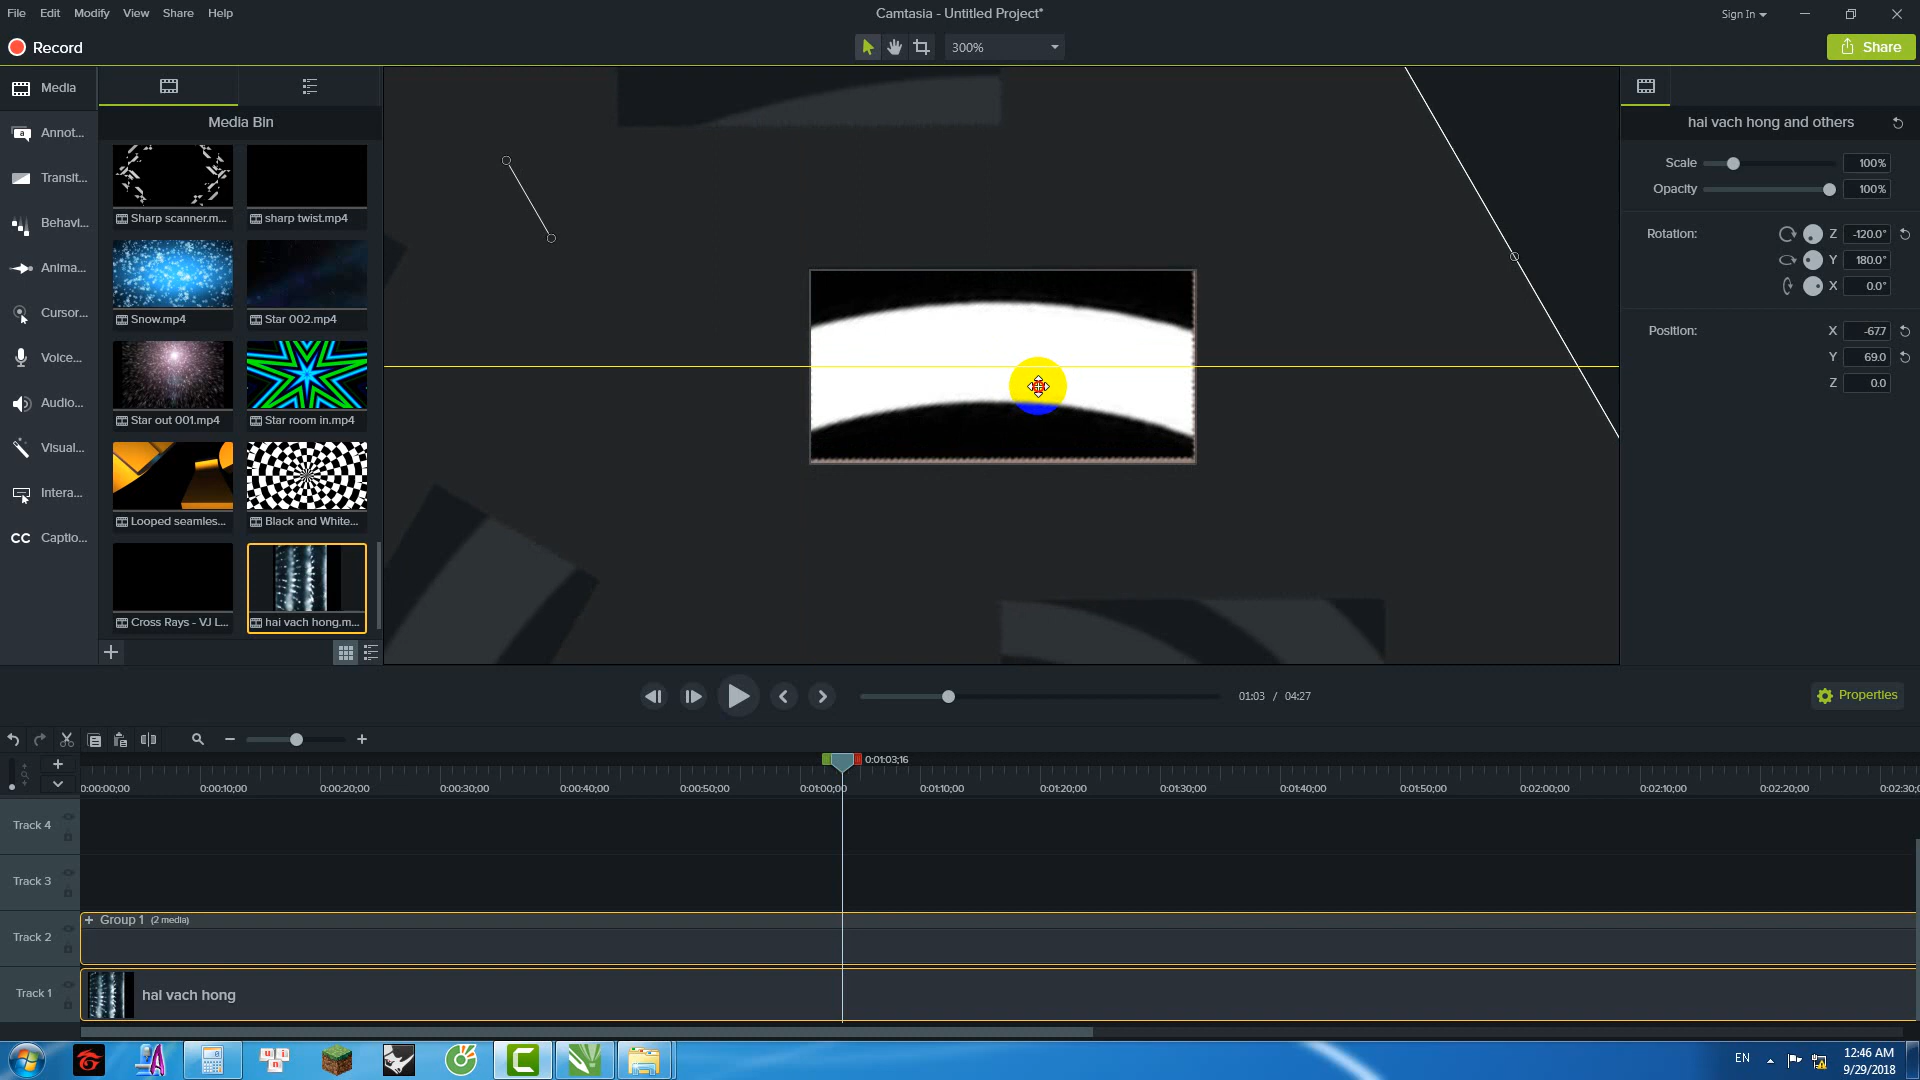 File Edit Modify View Share Help
Camtasia - Untitled Project*
Sign In
Record
300%
Share
Media
Annot...
Transit...
Behavi...
Anima...
Cursor...
Voice...
Audio...
Visual...
Intera...
CC Captio...
Media Bin
Sharp scanner.m... sharp twist.mp4
Snow.mp4 Star 002.mp4
Star out 001.mp4 Star room in.mp4
Looped seamles... Black and White...
Cross Rays - VJ L... hai vach hong.m...
hai vach hong and others
Scale 100%
Opacity 100%
Rotation: Z -120.0°
Y 180.0°
X 0.0°
Position: X -67.7
Y 69.0
Z 0.0
01:03 / 04:27
Properties
0:01:03;16
0:00:00;00 0:00:10;00 0:00:20;00 0:00:30;00 0:00:40;00 0:00:50;00 0:01:00;00 0:01:10;00 0:01:20;00 0:01:30;00 0:01:40;00 0:01:50;00 0:02:00;00 0:02:10;00 0:02:20;00 0:02:30;0
Track 4
Track 3
Track 2
+ Group 1 (2 media)
Track 1
hai vach hong
EN
12:46 AM
9/29/2018